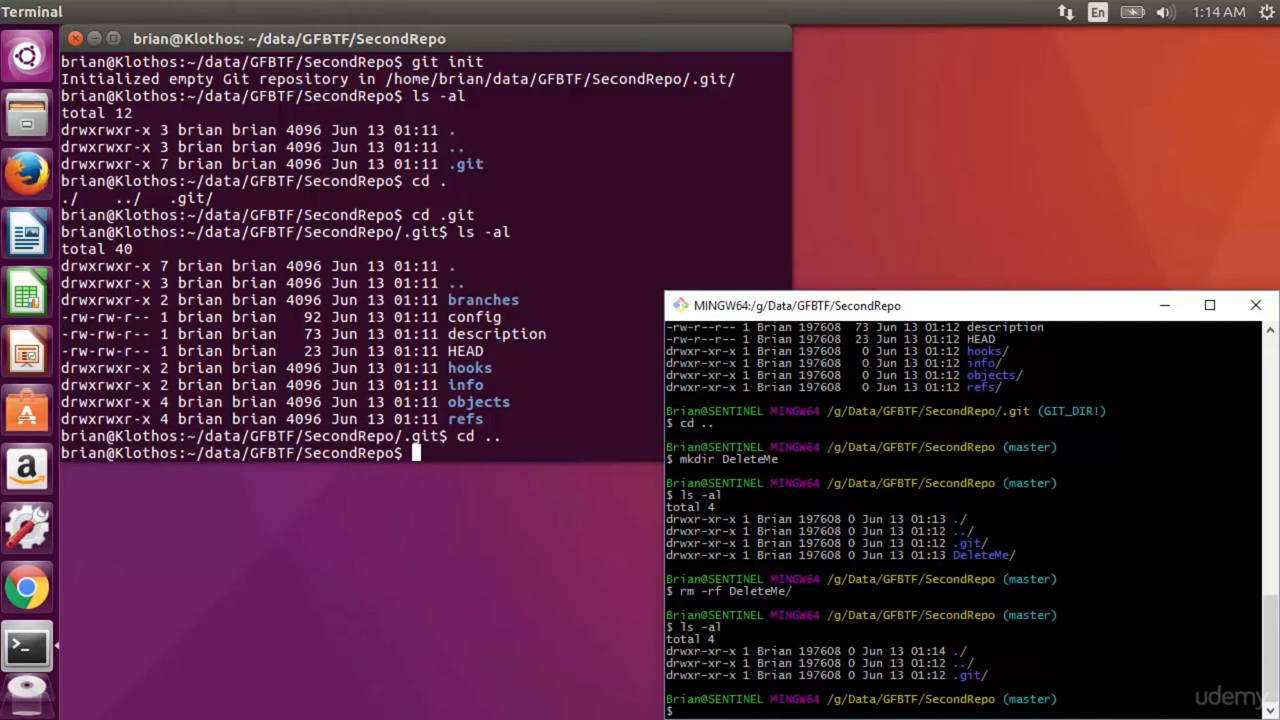 Terminal
En
1:14 AM
brian@Klothos: ~/data/GFBTF/SecondRepo
brian@Klothos:~/data/GFBTF/SecondRepo$ git init
Initialized empty Git repository in /home/brian/data/GFBTF/SecondRepo/.git/
brian@Klothos:~/data/GFBTF/SecondRepo$ ls -al
total 12
drwxrwxr-x 3 brian brian 4096 Jun 13 01:11 .
drwxrwxr-x 3 brian brian 4096 Jun 13 01:11 ..
drwxrwxr-x 7 brian brian 4096 Jun 13 01:11 .git
brian@Klothos:~/data/GFBTF/SecondRepo$ cd .
./    ../   .git/
brian@Klothos:~/data/GFBTF/SecondRepo$ cd .git
brian@Klothos:~/data/GFBTF/SecondRepo/.git$ ls -al
total 40
drwxrwxr-x 7 brian brian 4096 Jun 13 01:11 .
drwxrwxr-x 3 brian brian 4096 Jun 13 01:11 ..
drwxrwxr-x 2 brian brian 4096 Jun 13 01:11 branches
-rw-rw-r-- 1 brian brian   92 Jun 13 01:11 config
-rw-rw-r-- 1 brian brian   73 Jun 13 01:11 description
-rw-rw-r-- 1 brian brian   23 Jun 13 01:11 HEAD
drwxrwxr-x 2 brian brian 4096 Jun 13 01:11 hooks
drwxrwxr-x 2 brian brian 4096 Jun 13 01:11 info
drwxrwxr-x 4 brian brian 4096 Jun 13 01:11 objects
drwxrwxr-x 4 brian brian 4096 Jun 13 01:11 refs
brian@Klothos:~/data/GFBTF/SecondRepo/.git$ cd ..
brian@Klothos:~/data/GFBTF/SecondRepo$
MINGW64:/g/Data/GFBTF/SecondRepo
-rw-r--r-- 1 Brian 197608  73 Jun 13 01:12 description
-rw-r--r-- 1 Brian 197608  23 Jun 13 01:12 HEAD
drwxr-xr-x 1 Brian 197608   0 Jun 13 01:12 hooks/
drwxr-xr-x 1 Brian 197608   0 Jun 13 01:12 info/
drwxr-xr-x 1 Brian 197608   0 Jun 13 01:12 objects/
drwxr-xr-x 1 Brian 197608   0 Jun 13 01:12 refs/
Brian@SENTINEL MINGW64 /g/Data/GFBTF/SecondRepo/.git (GIT_DIR!)
$ cd ..
Brian@SENTINEL MINGW64 /g/Data/GFBTF/SecondRepo (master)
$ mkdir DeleteMe
Brian@SENTINEL MINGW64 /g/Data/GFBTF/SecondRepo (master)
$ ls -al
total 4
drwxr-xr-x 1 Brian 197608 0 Jun 13 01:13 ./
drwxr-xr-x 1 Brian 197608 0 Jun 13 01:12 ../
drwxr-xr-x 1 Brian 197608 0 Jun 13 01:12 .git/
drwxr-xr-x 1 Brian 197608 0 Jun 13 01:13 DeleteMe/
Brian@SENTINEL MINGW64 /g/Data/GFBTF/SecondRepo (master)
$ rm -rf DeleteMe/
Brian@SENTINEL MINGW64 /g/Data/GFBTF/SecondRepo (master)
$ ls -al
total 4
drwxr-xr-x 1 Brian 197608 0 Jun 13 01:14 ./
drwxr-xr-x 1 Brian 197608 0 Jun 13 01:12 ../
drwxr-xr-x 1 Brian 197608 0 Jun 13 01:12 .git/
Brian@SENTINEL MINGW64 /g/Data/GFBTF/SecondRepo (master)
$
udemy